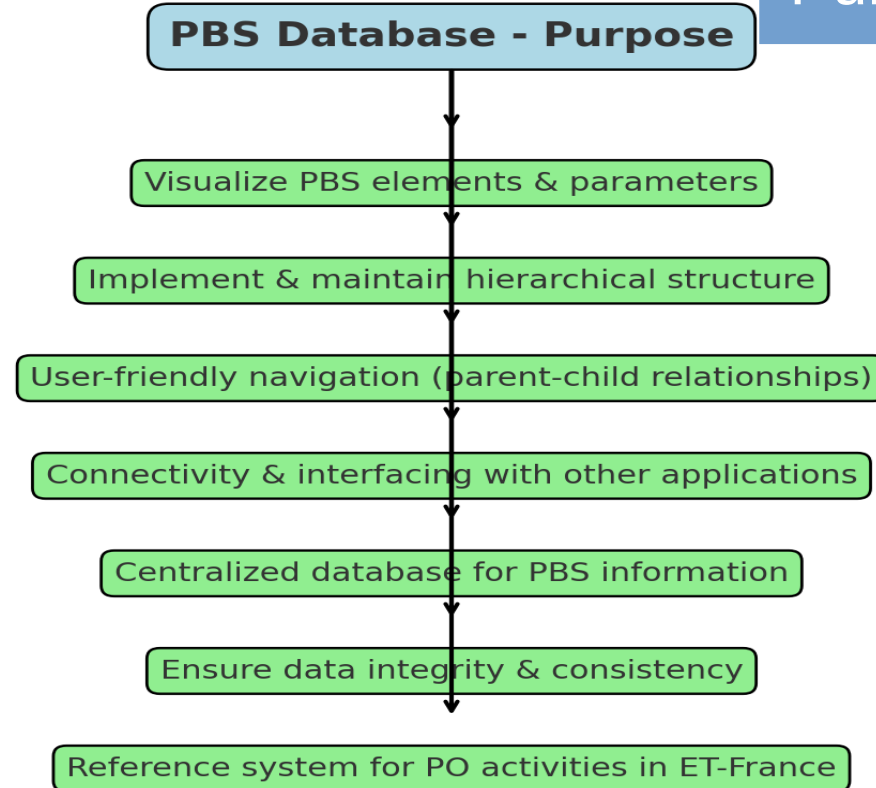 PBS Database - Purpose
Visualize PBS elements & parameters
Implement & maintain hierarchical structure
User-friendly navigation (parent-child relationships)
Connectivity & interfacing with other applications
Centralized database for PBS information
Ensure data integrity & consistency
Reference system for PO activities in ET-France